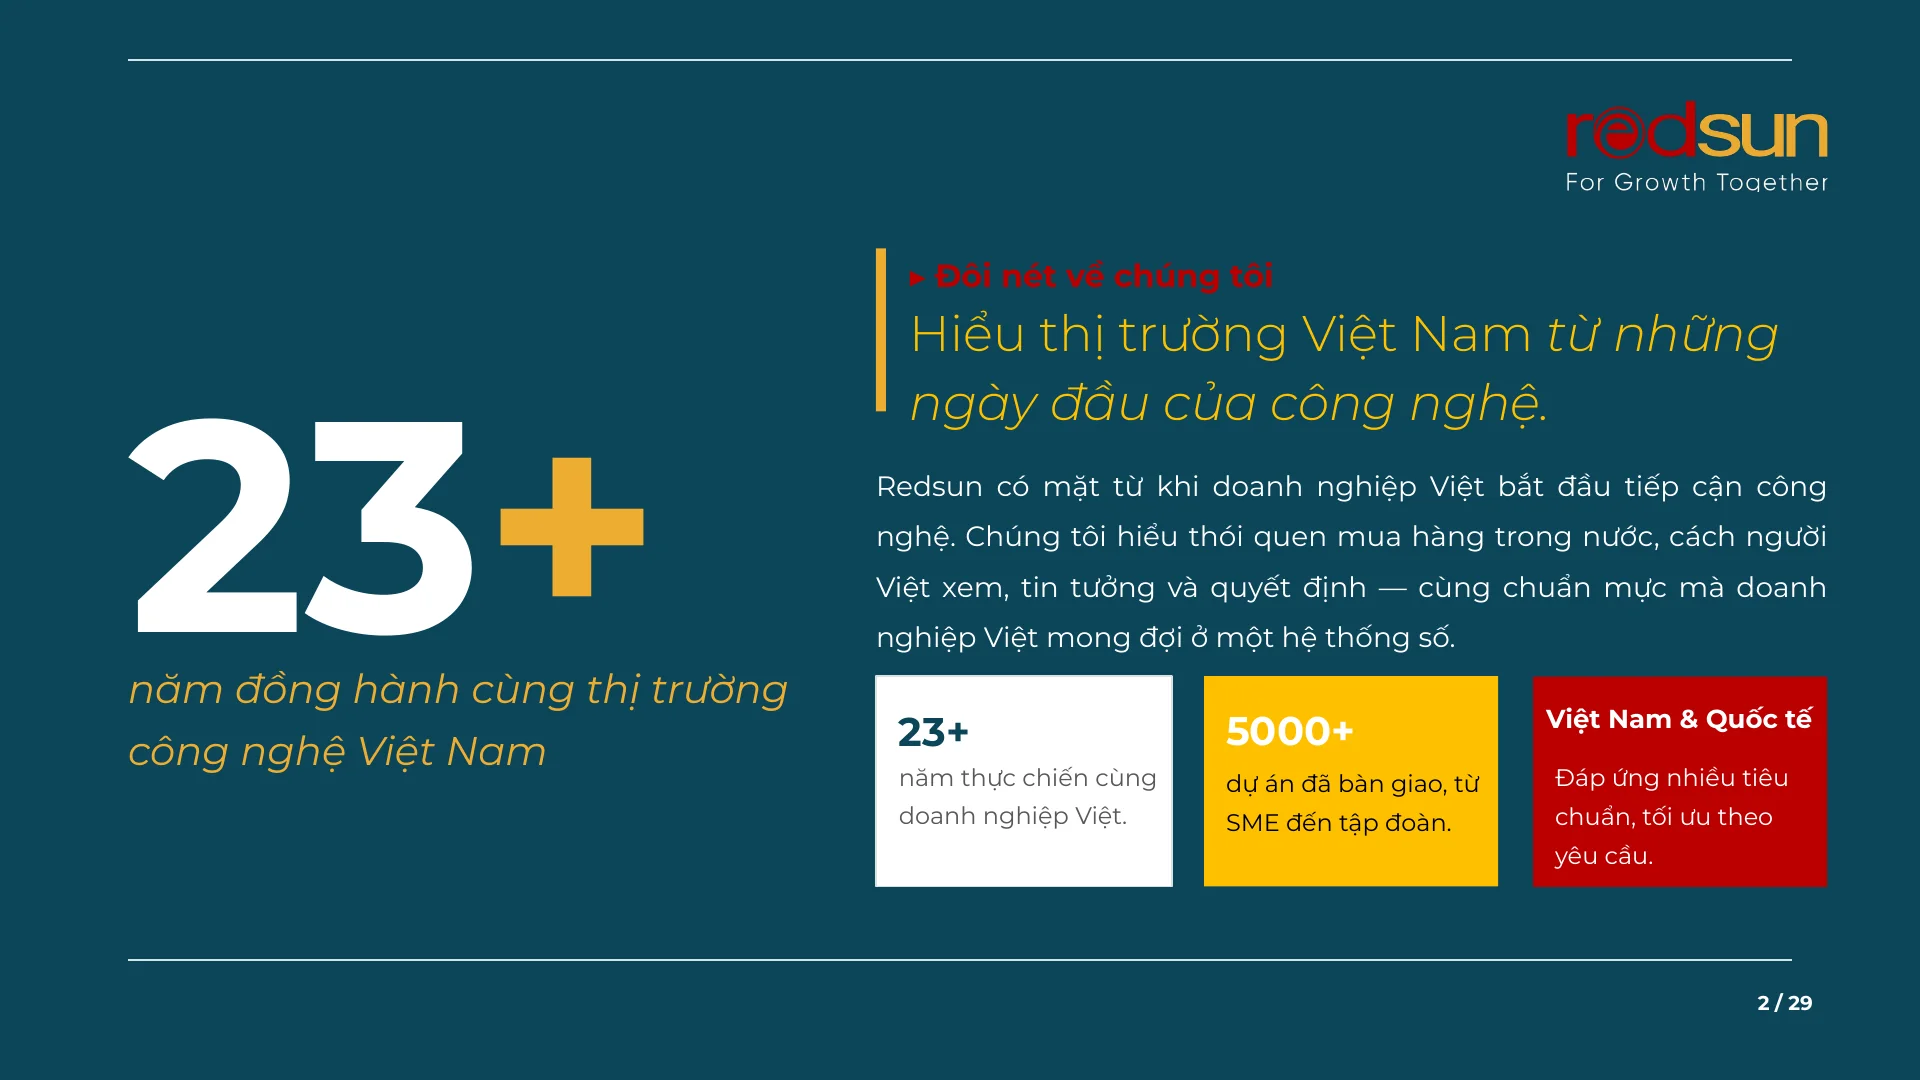 redsun
For Growth Together
23+
năm đồng hành cùng thị trường
công nghệ Việt Nam
▸ Đôi nét về chúng tôi
Hiểu thị trường Việt Nam từ những
ngày đầu của công nghệ.
Redsun có mặt từ khi doanh nghiệp Việt bắt đầu tiếp cận công
nghệ. Chúng tôi hiểu thói quen mua hàng trong nước, cách người
Việt xem, tin tưởng và quyết định — cùng chuẩn mực mà doanh
nghiệp Việt mong đợi ở một hệ thống số.
23+
năm thực chiến cùng
doanh nghiệp Việt.
5000+
dự án đã bàn giao, từ
SME đến tập đoàn.
Việt Nam & Quốc tế
Đáp ứng nhiều tiêu
chuẩn, tối ưu theo
yêu cầu.
2 / 29